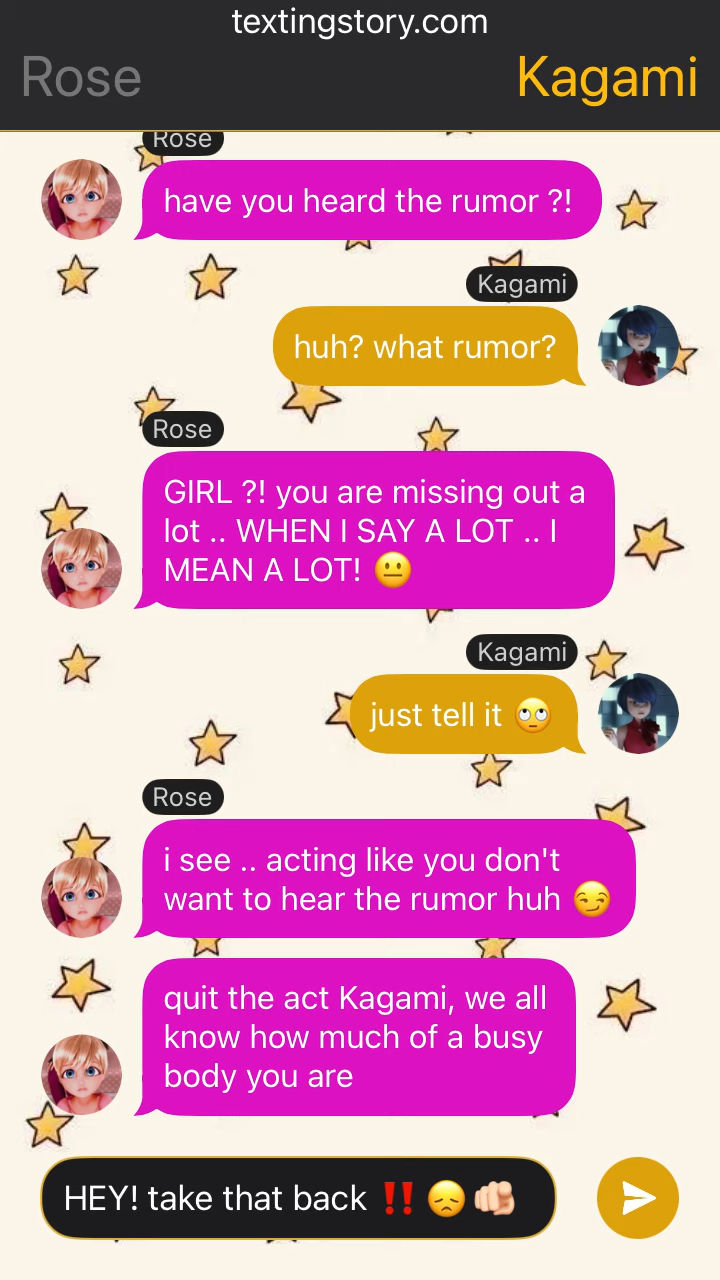 textingstory.com
Rose
Kagami
Rose
have you heard the rumor ?!
Kagami
huh? what rumor?
Rose
GIRL ?! you are missing out a
lot .. WHEN I SAY A LOT .. I
MEAN A LOT! 😐
Kagami
just tell it 🙄
Rose
i see .. acting like you don't
want to hear the rumor huh 😏
quit the act Kagami, we all
know how much of a busy
body you are
HEY! take that back ‼️😞🫵🏻